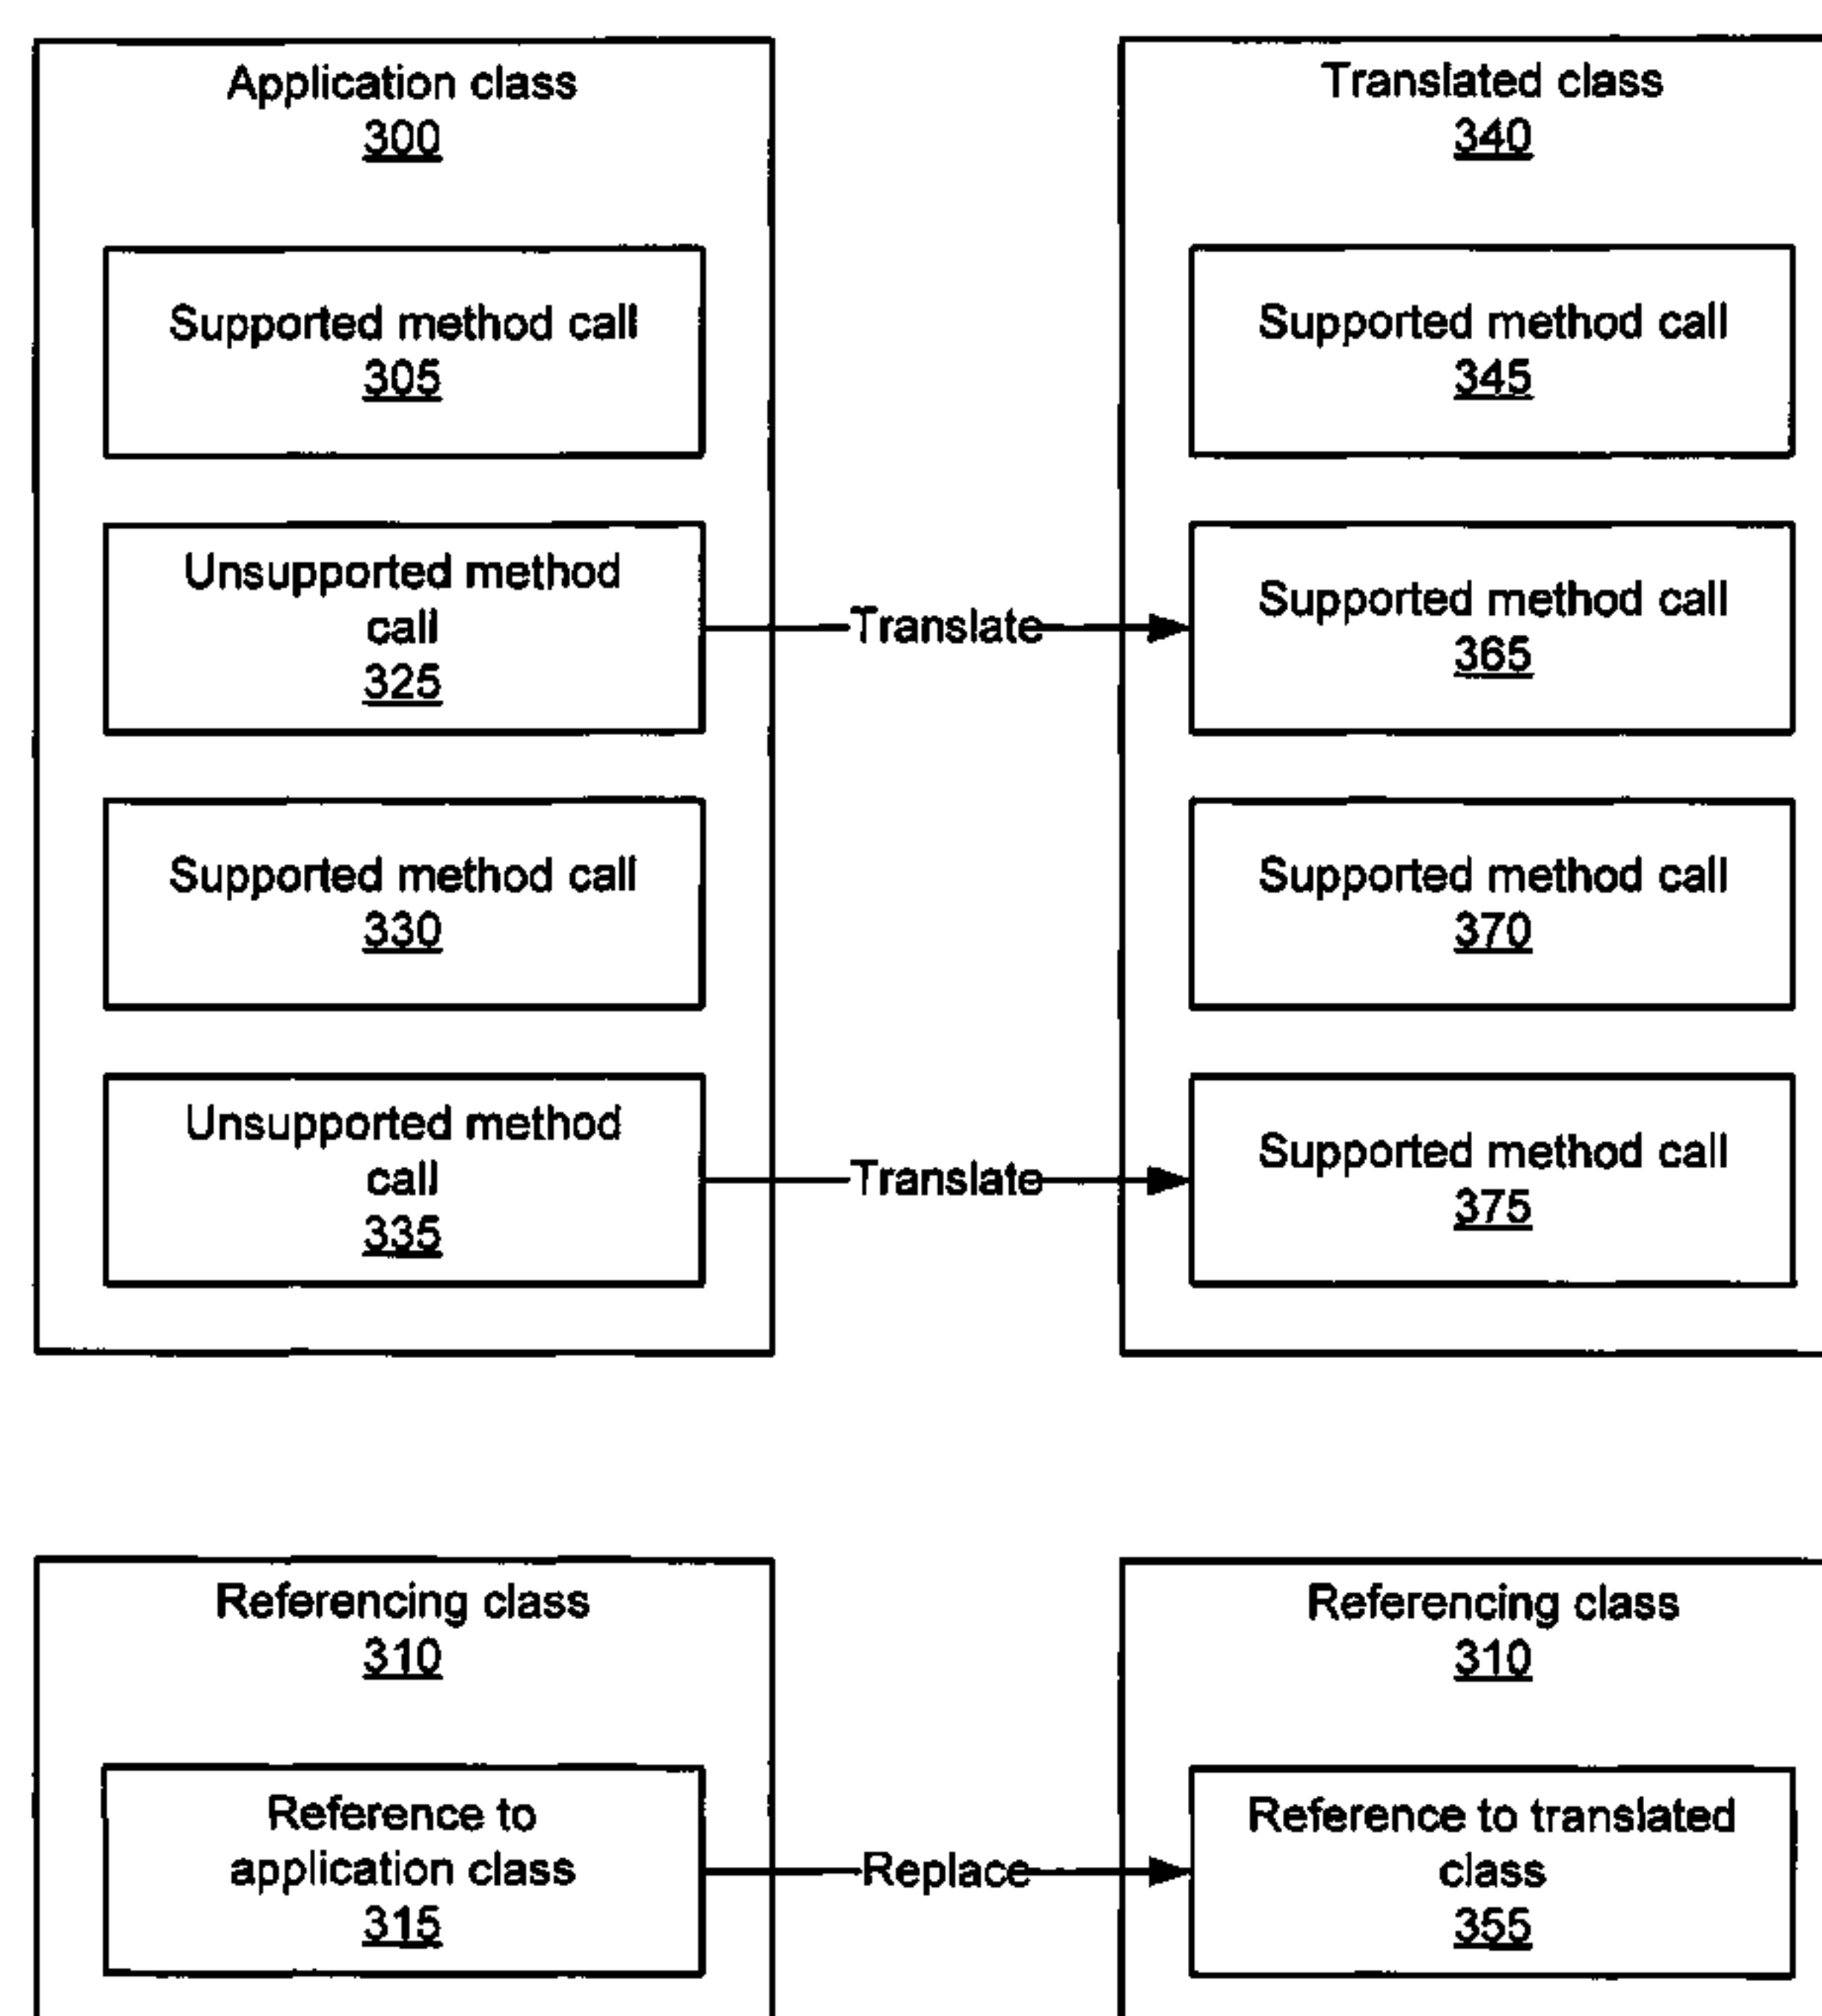 Application class
300
Supported method call
305
Unsupported method
call
325
Supported method call
330
Unsupported method
call
335
Translate
Translate
Translated class
340
Supported method call
345
Supported method call
365
Supported method call
370
Supported method call
375
Referencing class
310
Reference to
application class
315
Replace
Referencing class
310
Reference to translated
class
355